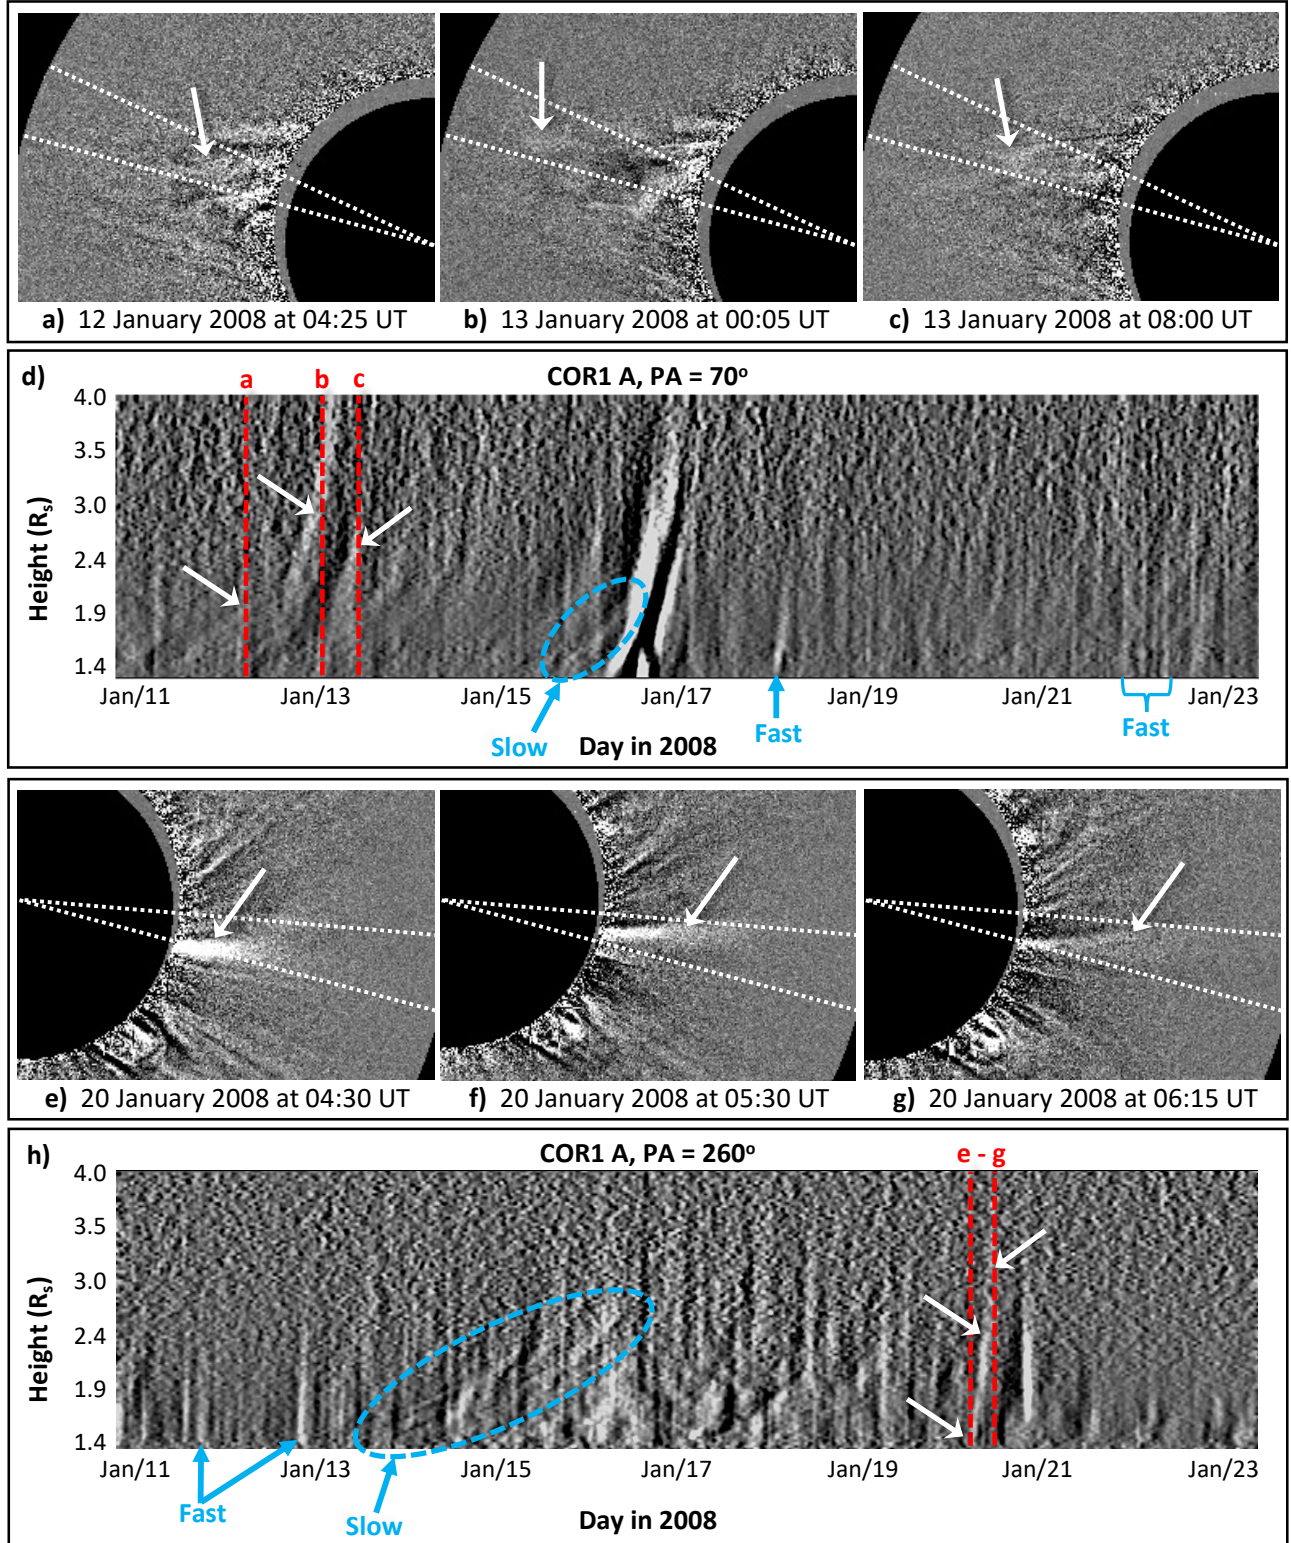 a) 12 January 2008 at 04:25 UT
b) 13 January 2008 at 00:05 UT
c) 13 January 2008 at 08:00 UT
d)
COR1 A, PA = 70º
a b c
Height (Rₛ)
4.0
3.5
3.0
2.4
1.9
1.4
Jan/11 Jan/13 Jan/15 Jan/17 Jan/19 Jan/21 Jan/23
Slow
Fast
Fast
Day in 2008
e) 20 January 2008 at 04:30 UT
f) 20 January 2008 at 05:30 UT
g) 20 January 2008 at 06:15 UT
h)
COR1 A, PA = 260º
e - g
Height (Rₛ)
4.0
3.5
3.0
2.4
1.9
1.4
Jan/11 Jan/13 Jan/15 Jan/17 Jan/19 Jan/21 Jan/23
Fast
Slow
Day in 2008